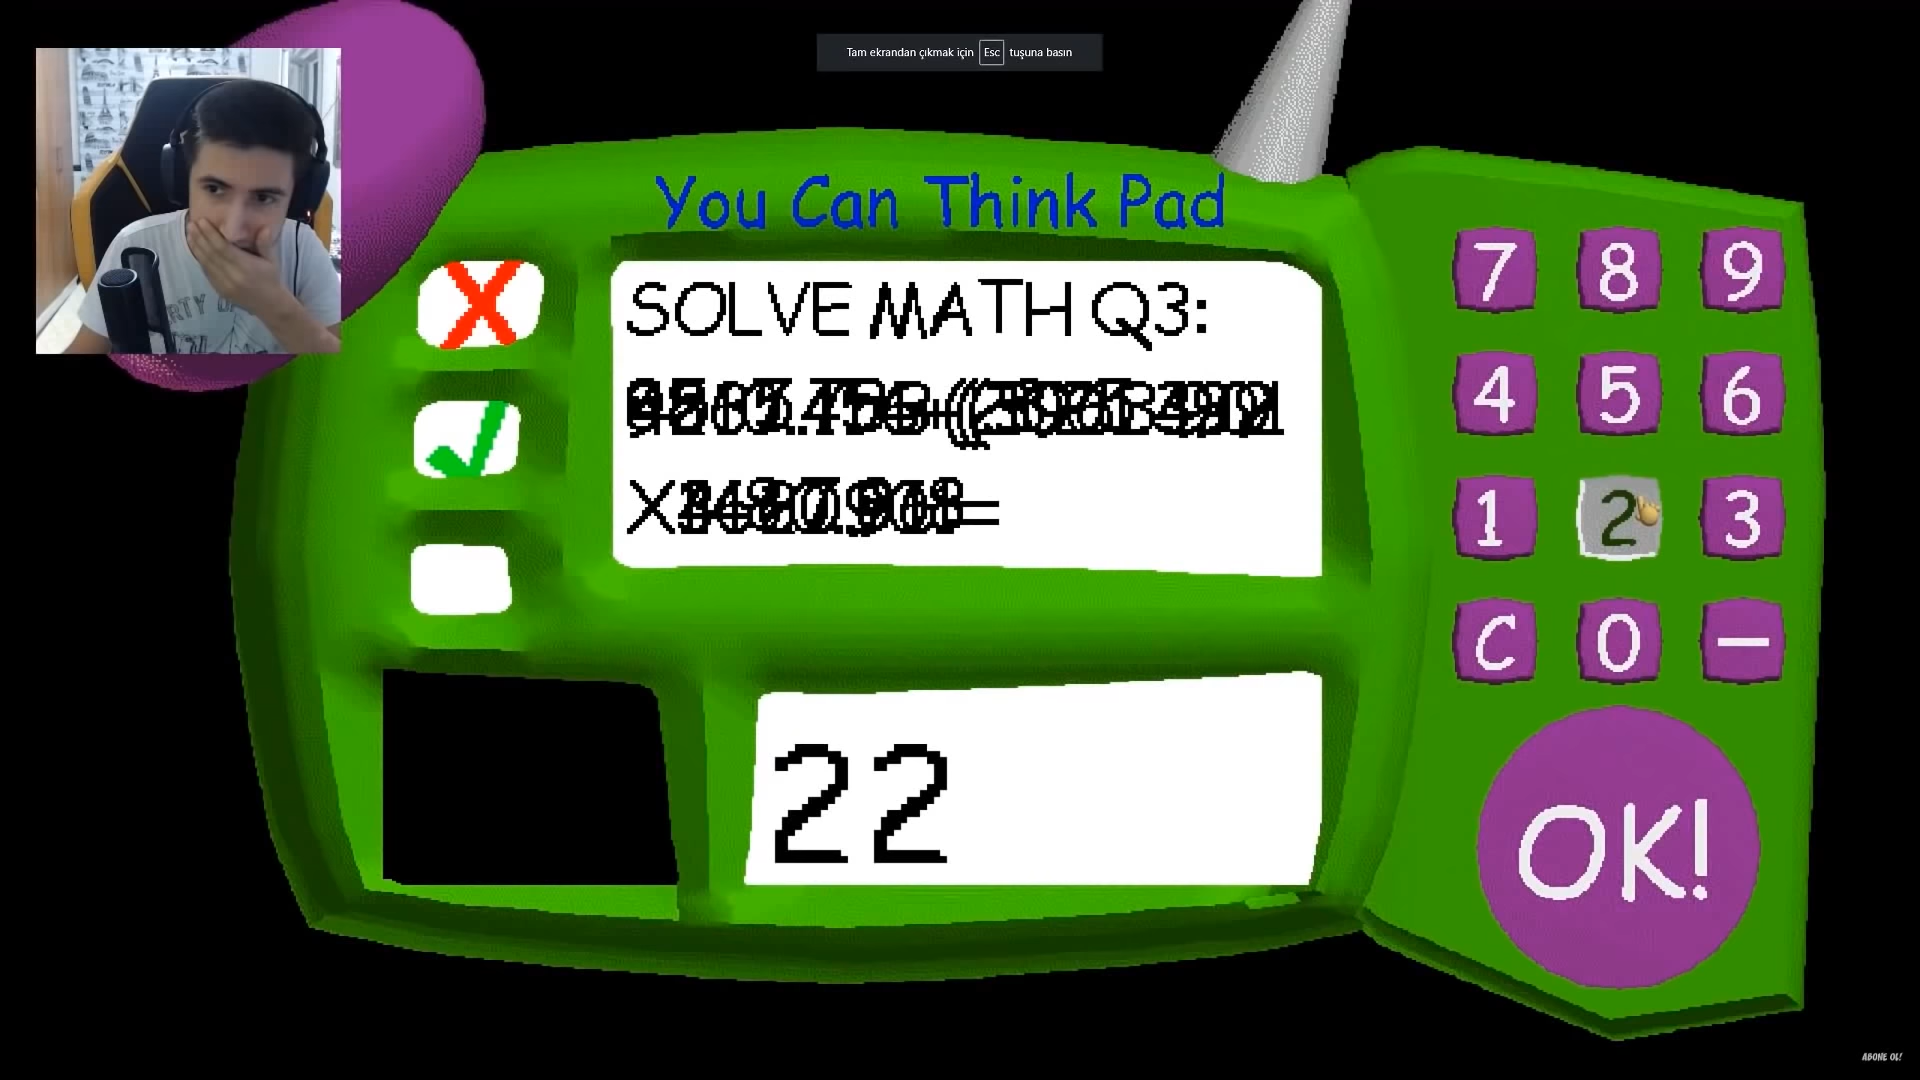 Tam ekrandan çıkmak için Esc tuşuna basın
You Can Think Pad
SOLVE MATH Q3:
22
7 8 9
4 5 6
1 2 3
C 0 –
OK!
ABONE OL!